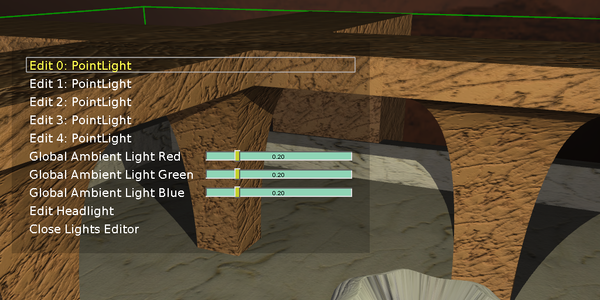 Edit 0: PointLight
Edit 1: PointLight
Edit 2: PointLight
Edit 3: PointLight
Edit 4: PointLight
Global Ambient Light Red 0.20
Global Ambient Light Green 0.20
Global Ambient Light Blue 0.20
Edit Headlight
Close Lights Editor